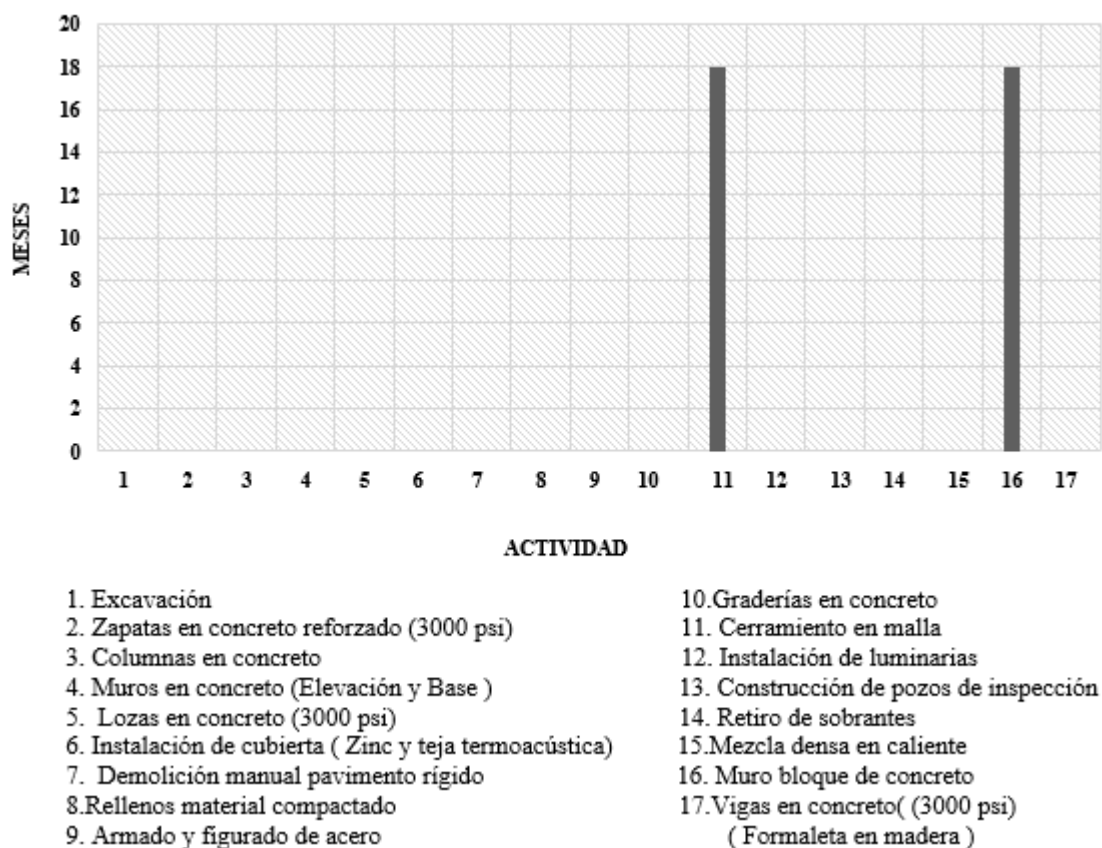 20
18
16
14
12
10
8
6
4
2
0
MESES
1 2 3 4 5 6 7 8 9 10 11 12 13 14 15 16 17
ACTIVIDAD
1. Excavación
2. Zapatas en concreto reforzado (3000 psi)
3. Columnas en concreto
4. Muros en concreto (Elevación y Base )
5. Lozas en concreto (3000 psi)
6. Instalación de cubierta ( Zinc y teja termoacústica)
7. Demolición manual pavimento rígido
8.Rellenos material compactado
9. Armado y figurado de acero
10.Graderías en concreto
11. Cerramiento en malla
12. Instalación de luminarias
13. Construcción de pozos de inspección
14. Retiro de sobrantes
15.Mezcla densa en caliente
16. Muro bloque de concreto
17.Vigas en concreto( (3000 psi)
( Formaleta en madera )